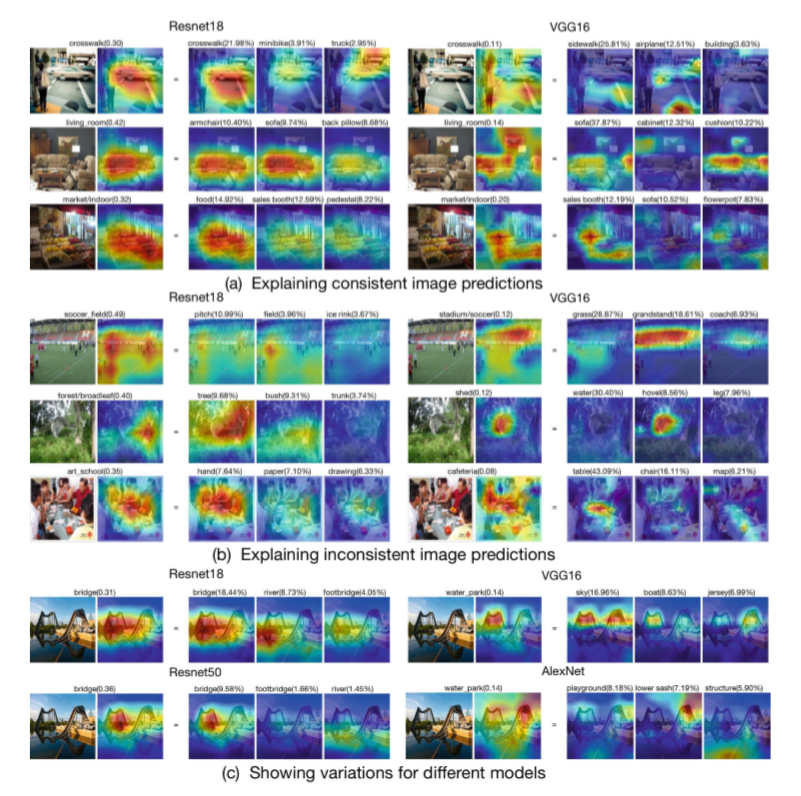 Resnet18 VGG16
crosswalk(0.30) crosswalk(21.98%) minibike(3.91%) truck(2.95%) crosswalk(0.11) sidewalk(25.81%) airplane(12.51%) building(3.63%)
= =
living_room(0.42) armchair(10.40%) sofa(9.74%) back pillow(8.68%) living_room(0.14) sofa(37.87%) cabinet(12.32%) cushion(10.22%)
= =
market/indoor(0.32) food(14.92%) sales booth(12.59%) pedestal(8.22%) market/indoor(0.20) sales booth(12.19%) sofa(10.52%) flowerpot(7.83%)
= =
(a) Explaining consistent image predictions
Resnet18 VGG16
soccer_field(0.49) pitch(10.99%) field(3.96%) ice rink(3.67%) stadium/soccer(0.12) grass(28.87%) grandstand(18.61%) coach(6.93%)
= =
forest/broadleaf(0.40) tree(9.68%) bush(9.31%) trunk(3.74%) shed(0.12) water(30.40%) hovel(8.56%) leg(7.96%)
= =
art_school(0.35) hand(7.64%) paper(7.10%) drawing(6.33%) cafeteria(0.08) table(43.09%) chair(16.11%) map(6.21%)
= =
(b) Explaining inconsistent image predictions
Resnet18 VGG16
bridge(0.31) bridge(18.44%) river(8.73%) footbridge(4.05%) water_park(0.14) sky(16.96%) boat(8.63%) jersey(6.99%)
= =
Resnet50 AlexNet
bridge(0.36) bridge(9.58%) footbridge(1.66%) river(1.45%) water_park(0.14) playground(8.18%) lower sash(7.19%) structure(5.90%)
= =
(c) Showing variations for different models